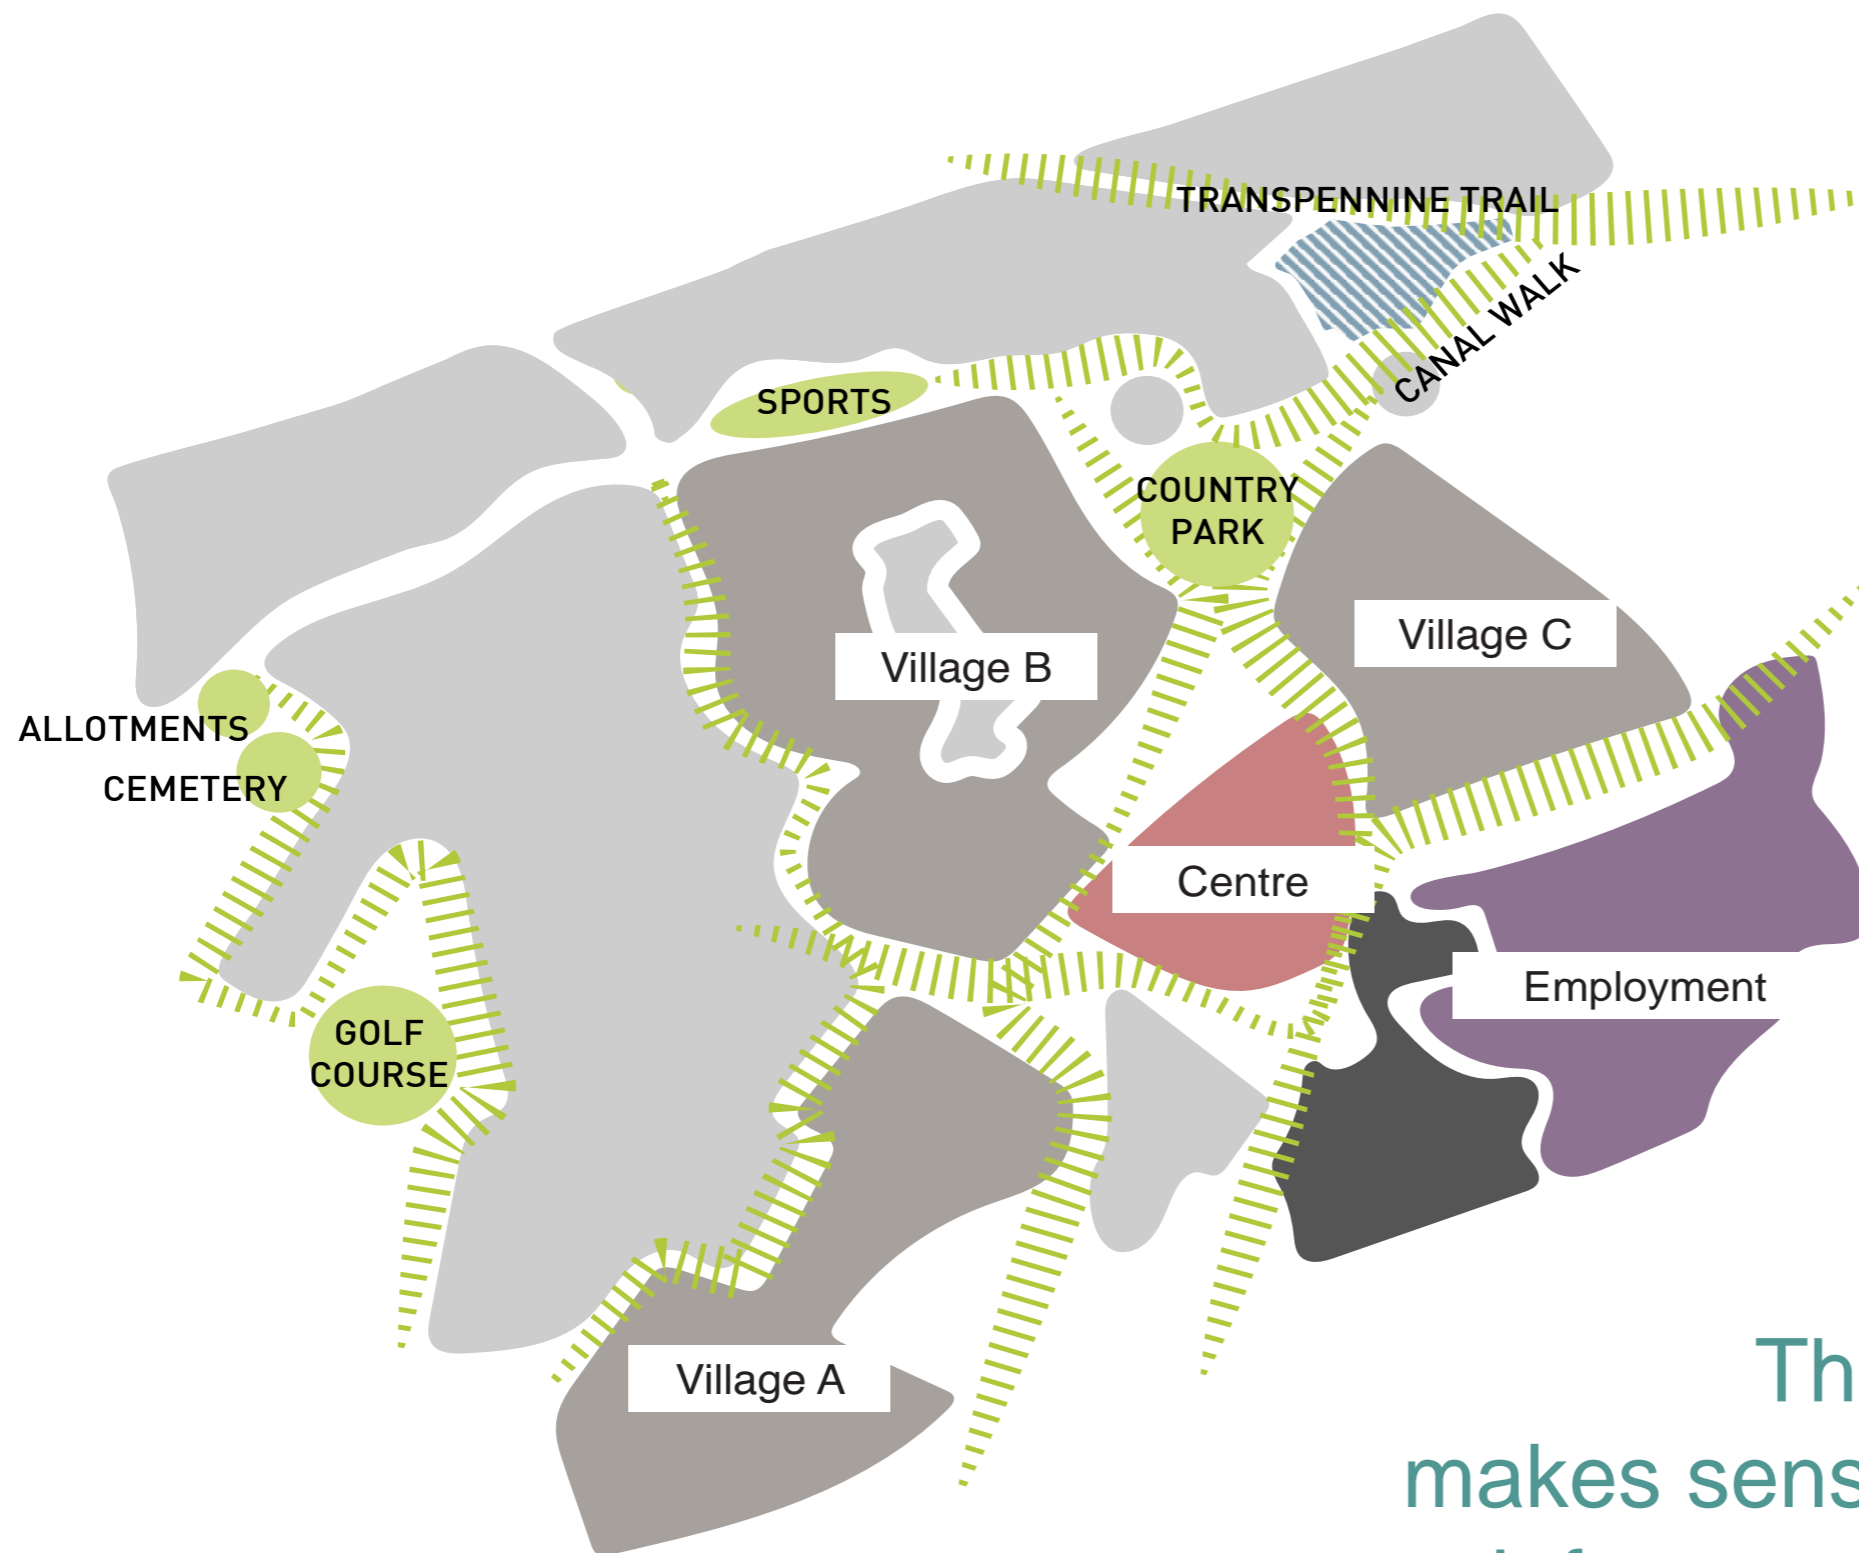 TRANSPENNINE TRAIL
CANAL WALK
SPORTS
COUNTRY
PARK
Village C
Village B
ALLOTMENTS
CEMETERY
Centre
Employment
GOLF
COURSE
Village A
Th
makes sens